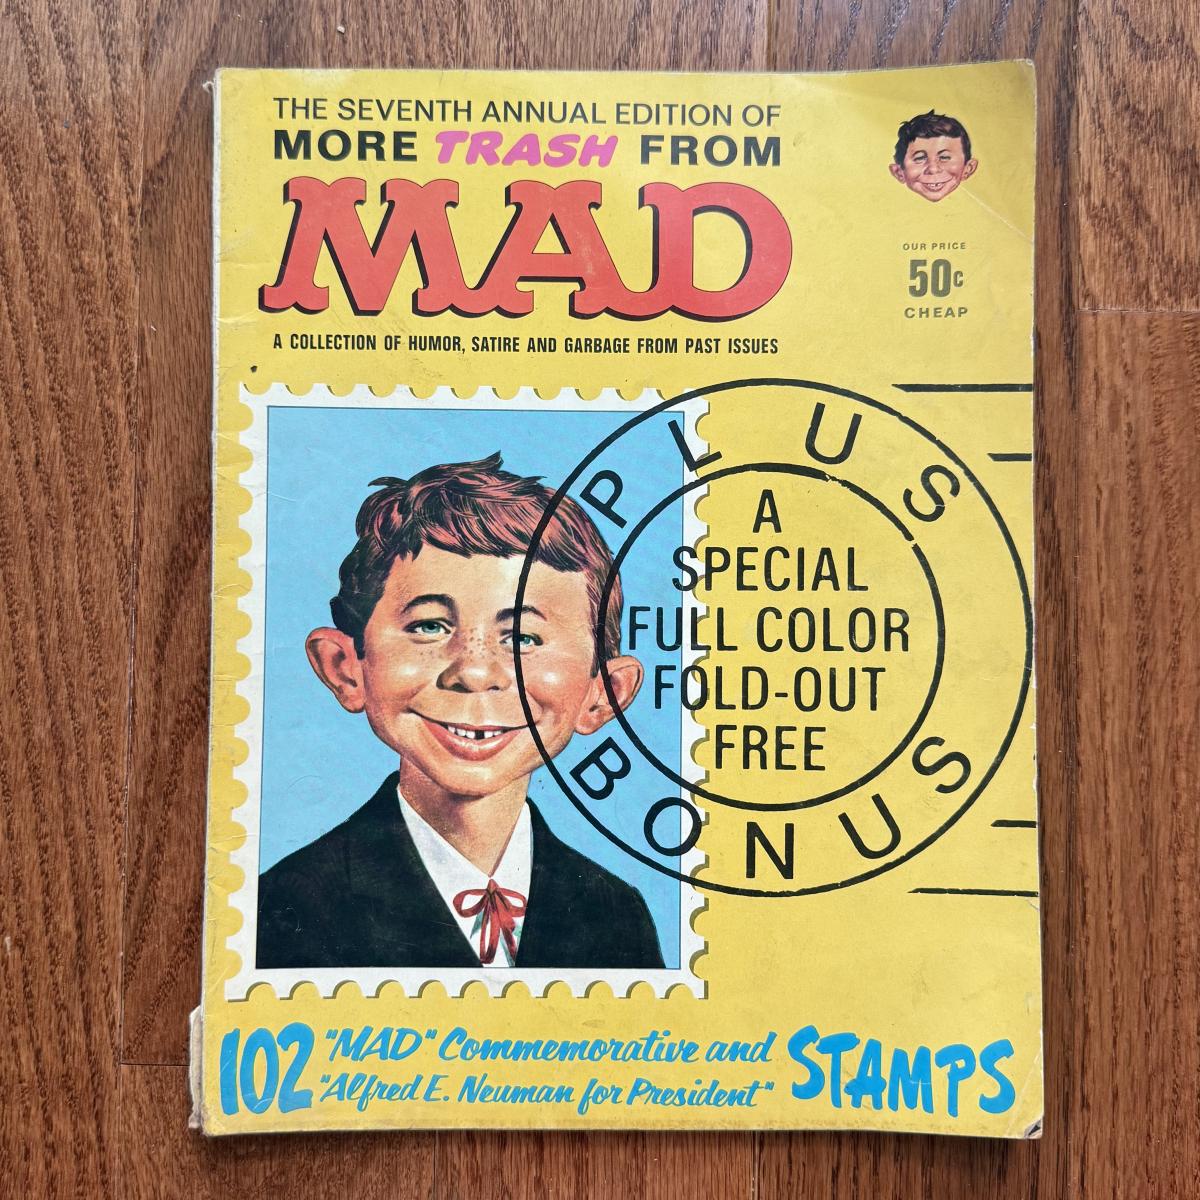 THE SEVENTH ANNUAL EDITION OF
MORE TRASH FROM
MAD
A COLLECTION OF HUMOR, SATIRE AND GARBAGE FROM PAST ISSUES
OUR PRICE
50c
CHEAP
PLUS
A
SPECIAL
FULL COLOR
FOLD-OUT
FREE
BONUS
102 "MAD" Commemorative and
"Alfred E. Neuman for President"
STAMPS